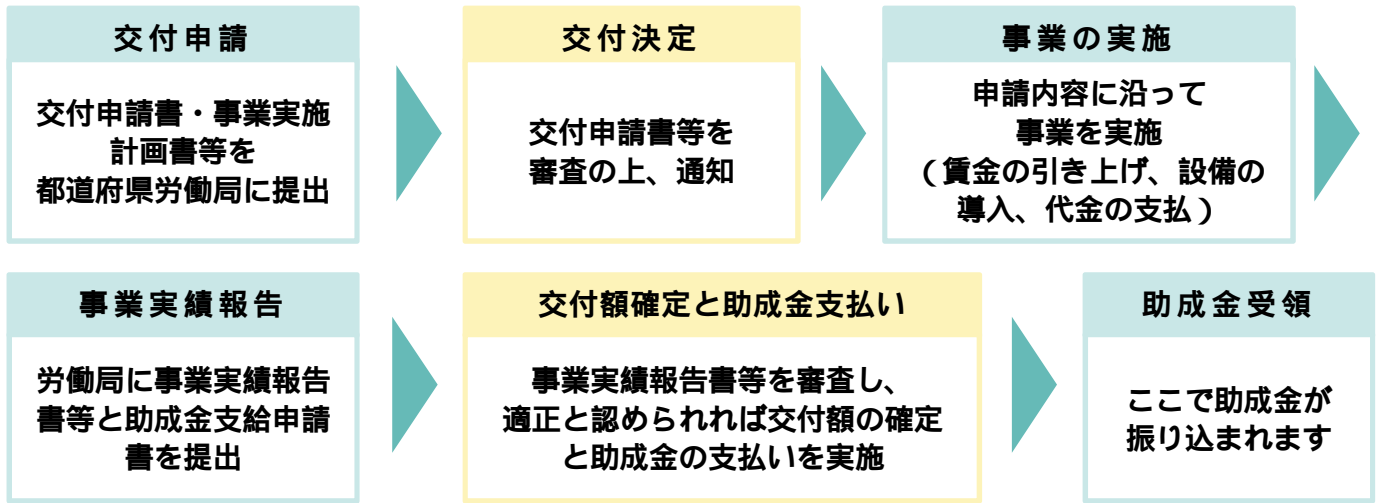 交付申請
交付申請書・事業実施
計画書等を
都道府県労働局に提出
交付決定
交付申請書等を
審査の上、通知
事業の実施
申請内容に沿って
事業を実施
(賃金の引き上げ、設備の
導入、代金の支払)
事業実績報告
労働局に事業実績報告
書等と助成金支給申請
書を提出
交付額確定と助成金支払い
事業実績報告書等を審査し、
適正と認められれば交付額の確定
と助成金の支払いを実施
助成金受領
ここで助成金が
振り込まれます